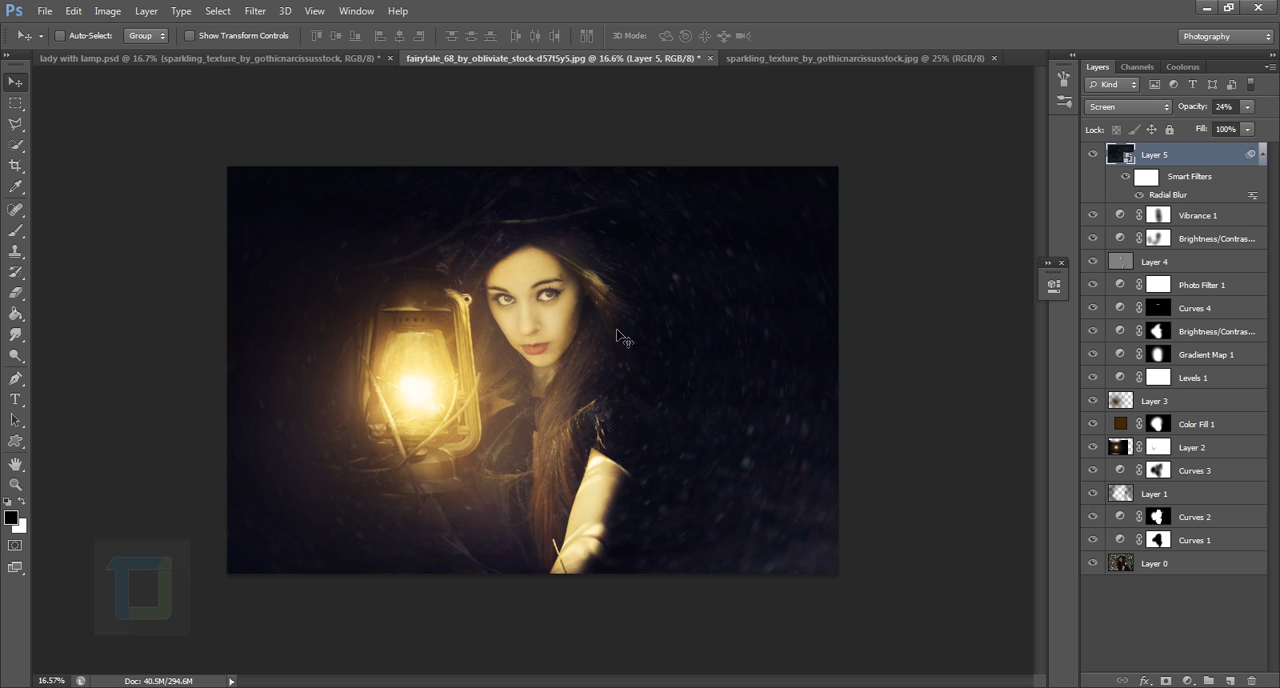 Ps File Edit Image Layer Type Select Filter 3D View Window Help
Auto-Select: Group Show Transform Controls 3D Mode: Photography
lady with lamp.psd @ 16.7% (sparkling_texture_by_gothicnarcissusstock, RGB/8) * × fairytale_68_by_obliviate_stock-d57t5y5.jpg @ 16.6% (Layer 5, RGB/8) * × sparkling_texture_by_gothicnarcissusstock.jpg @ 25% (RGB/8) ×
Layers Channels Coolorus
Kind
Screen Opacity: 24%
Lock: Fill: 100%
Layer 5
Smart Filters
Radial Blur
Vibrance 1
Brightness/Contras...
Layer 4
Photo Filter 1
Curves 4
Brightness/Contras...
Gradient Map 1
Levels 1
Layer 3
Color Fill 1
Layer 2
Curves 3
Layer 1
Curves 2
Curves 1
Layer 0
16.57% Doc: 40.5M/294.6M